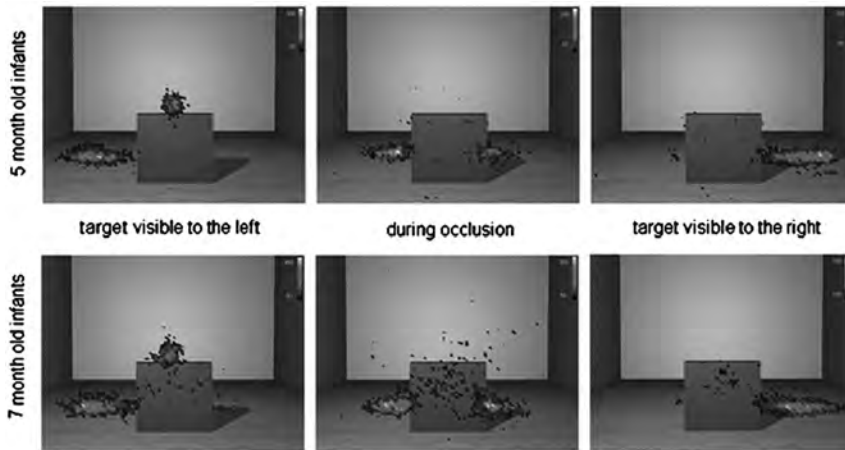 5 month old infants
target visible to the left
during occlusion
target visible to the right
7 month old infants